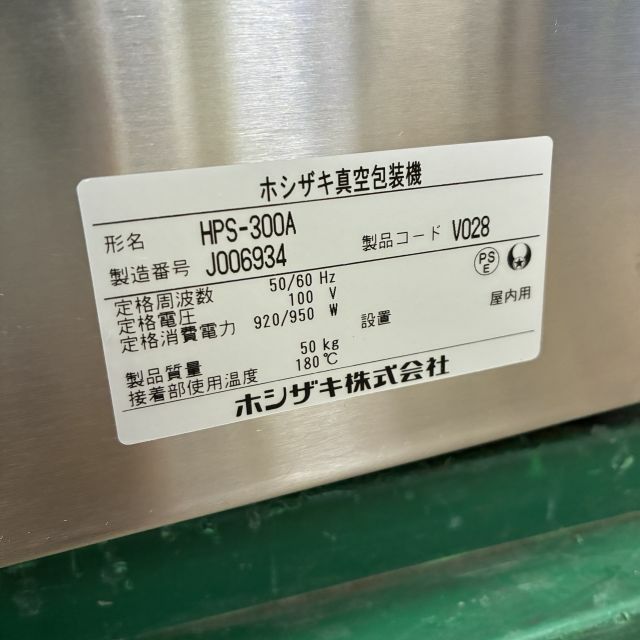 ホシザキ真空包装機
形名 HPS-300A 製品コード V028
製造番号 J006934
PS E
定格周波数 50/60 Hz
定格電圧 100 V
定格消費電力 920/950 W 設置 屋内用
製品質量 50 kg
接着部使用温度 180℃
ホシザキ株式会社